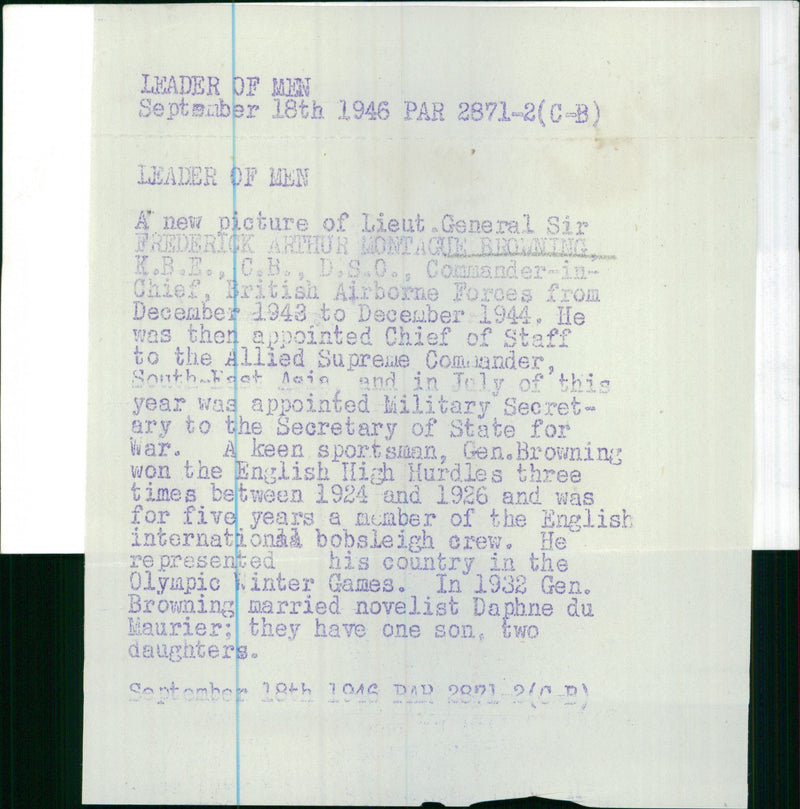 LEADER OF MEN
September 18th 1946 PAR 2871-2(C-B)
LEADER OF MEN
A new picture of Lieut.General Sir
FREDERICK ARTHUR MONTAGUE BROWNING,
K.B.E., C.B., D.S.O., Commander-in-
Chief, British Airborne Forces from
December 1943 to December 1944. He
was then appointed Chief of Staff
to the Allied Supreme Commander,
South-East Asia, and in July of this
year was appointed Military Secret-
ary to the Secretary of State for
War. A keen sportsman, Gen.Browning
won the English High Hurdles three
times between 1924 and 1926 and was
for five years a member of the English
international bobsleigh crew. He
represented his country in the
Olympic Winter Games. In 1932 Gen.
Browning married novelist Daphne du
Maurier; they have one son, two
daughters.
September 18th 1946 PAR 2871-2(C-B)